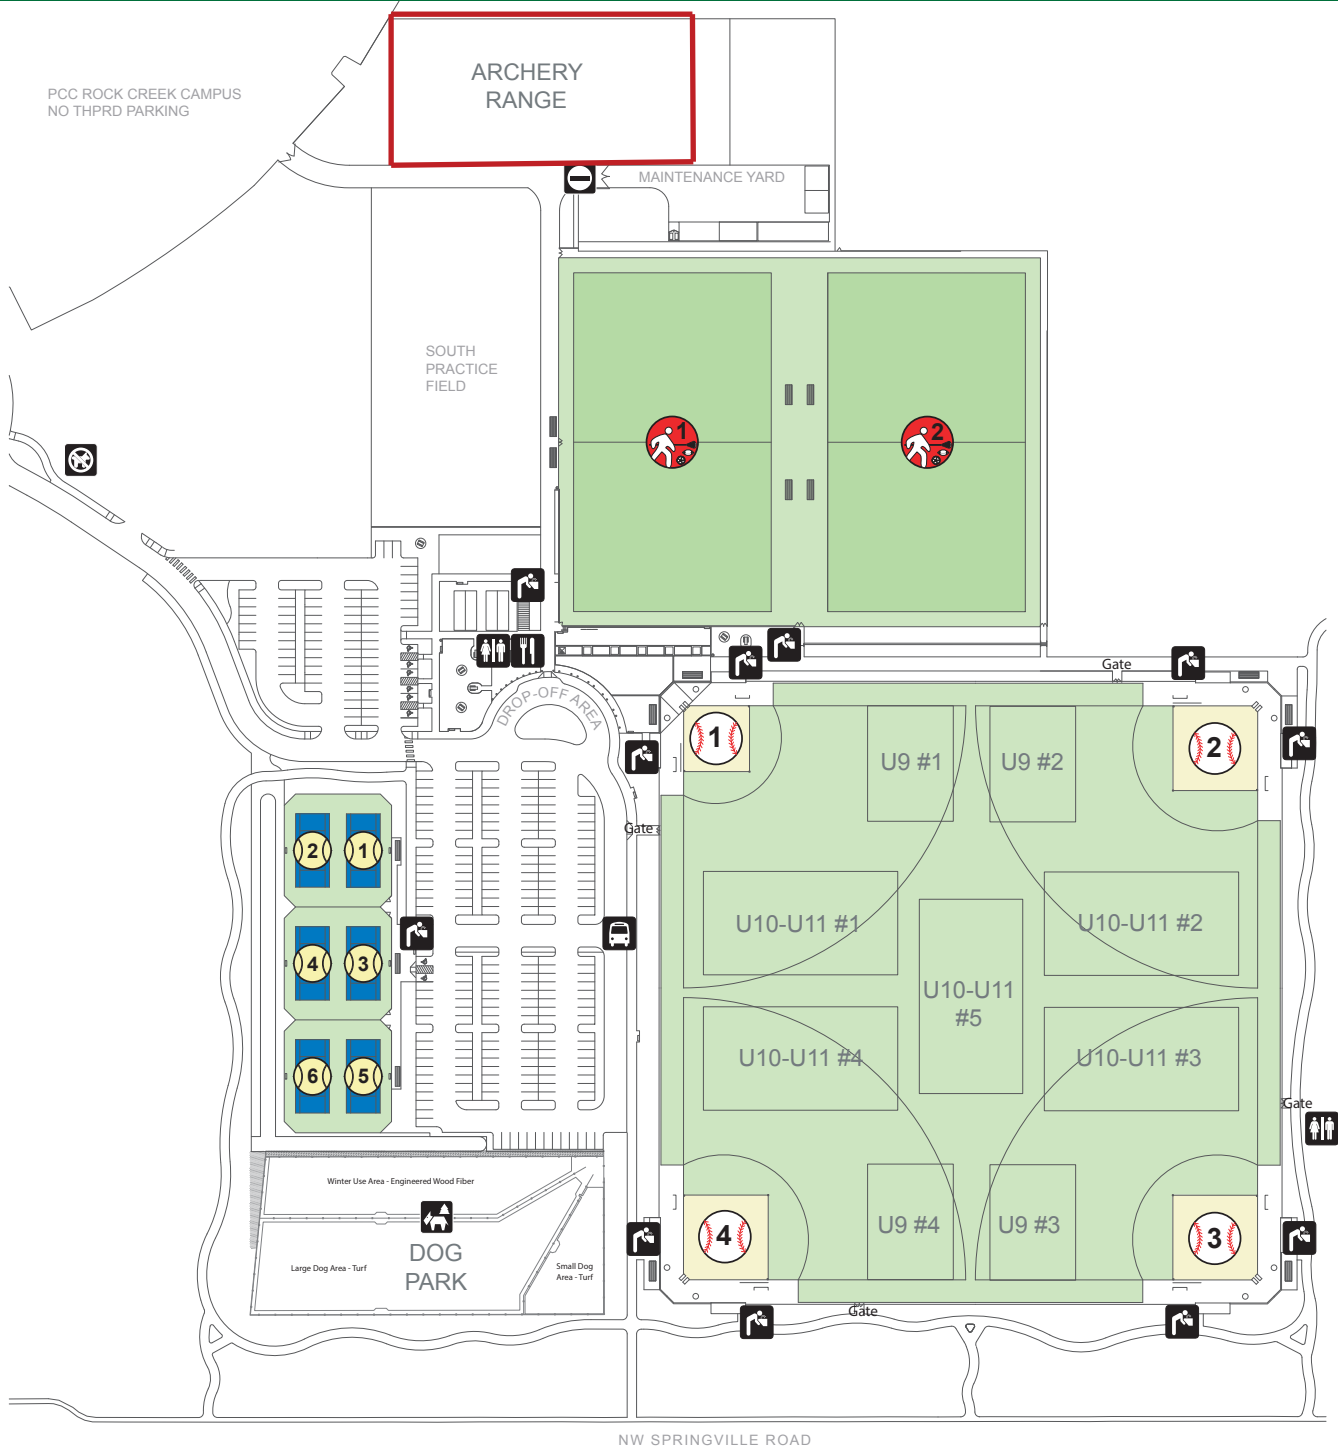 ARCHERY
RANGE
PCC ROCK CREEK CAMPUS
NO THPRD PARKING
MAINTENANCE YARD
SOUTH
PRACTICE
FIELD
1
2
Gate
DROP-OFF AREA
1
2
U9 #1
U9 #2
Gate
2
1
U10-U11 #1
U10-U11 #2
4
3
U10-U11
#5
U10-U11 #4
U10-U11 #3
6
5
Gate
Winter Use Area - Engineered Wood Fiber
DOG
PARK
Large Dog Area - Turf
Small Dog
Area - Turf
4
U9 #4
U9 #3
3
Gate
NW SPRINGVILLE ROAD